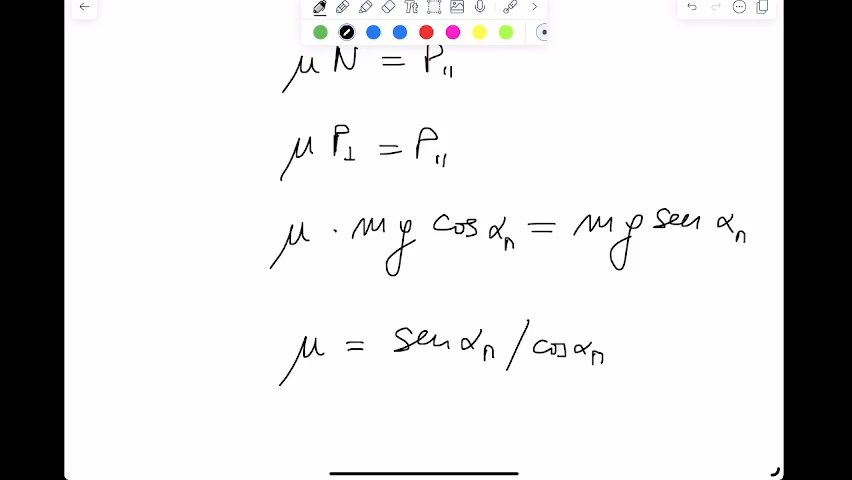 μ N = P∥
μ P⊥ = P∥
μ · mg cos αn = mg sen αn
μ = sen αn / cos αn